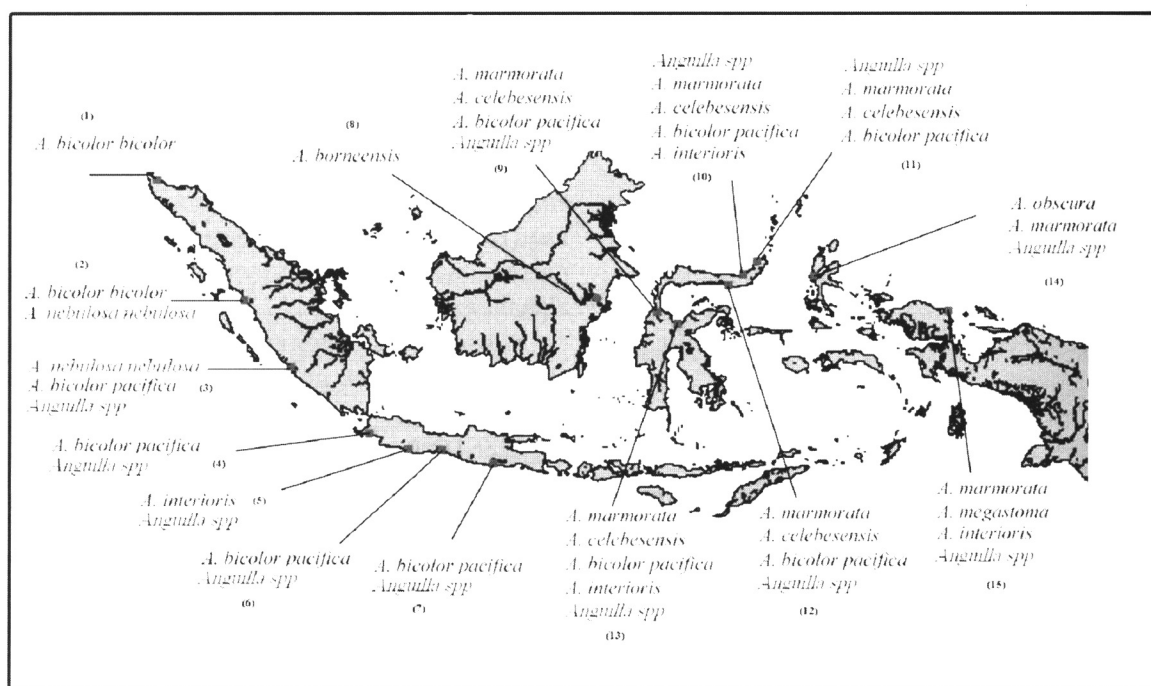 (1)
A. bicolor bicolor
(2)
A. bicolor bicolor
A. nebulosa nebulosa
A. nebulosa nebulosa
A. bicolor pacifica (3)
Anguilla spp
A. bicolor pacifica
Anguilla spp (4)
A. interioris (5)
Anguilla spp
A. bicolor pacifica
Anguilla spp
(6)
A. bicolor pacifica
Anguilla spp
(7)
(8)
A. borneensis
A. marmorata
A. celebesensis
A. bicolor pacifica
Anguilla spp
(9)
Anguilla spp
A. marmorata
A. celebesensis
A. bicolor pacifica
A. interioris
(10)
Anguilla spp
A. marmorata
A. celebesensis
A. bicolor pacifica
(11)
A. marmorata
A. celebesensis
A. bicolor pacifica
Anguilla spp
(12)
A. marmorata
A. celebesensis
A. bicolor pacifica
A. interioris
Anguilla spp
(13)
A. obscura
A. marmorata
Anguilla spp
(14)
A. marmorata
A. megastoma
A. interioris
Anguilla spp
(15)